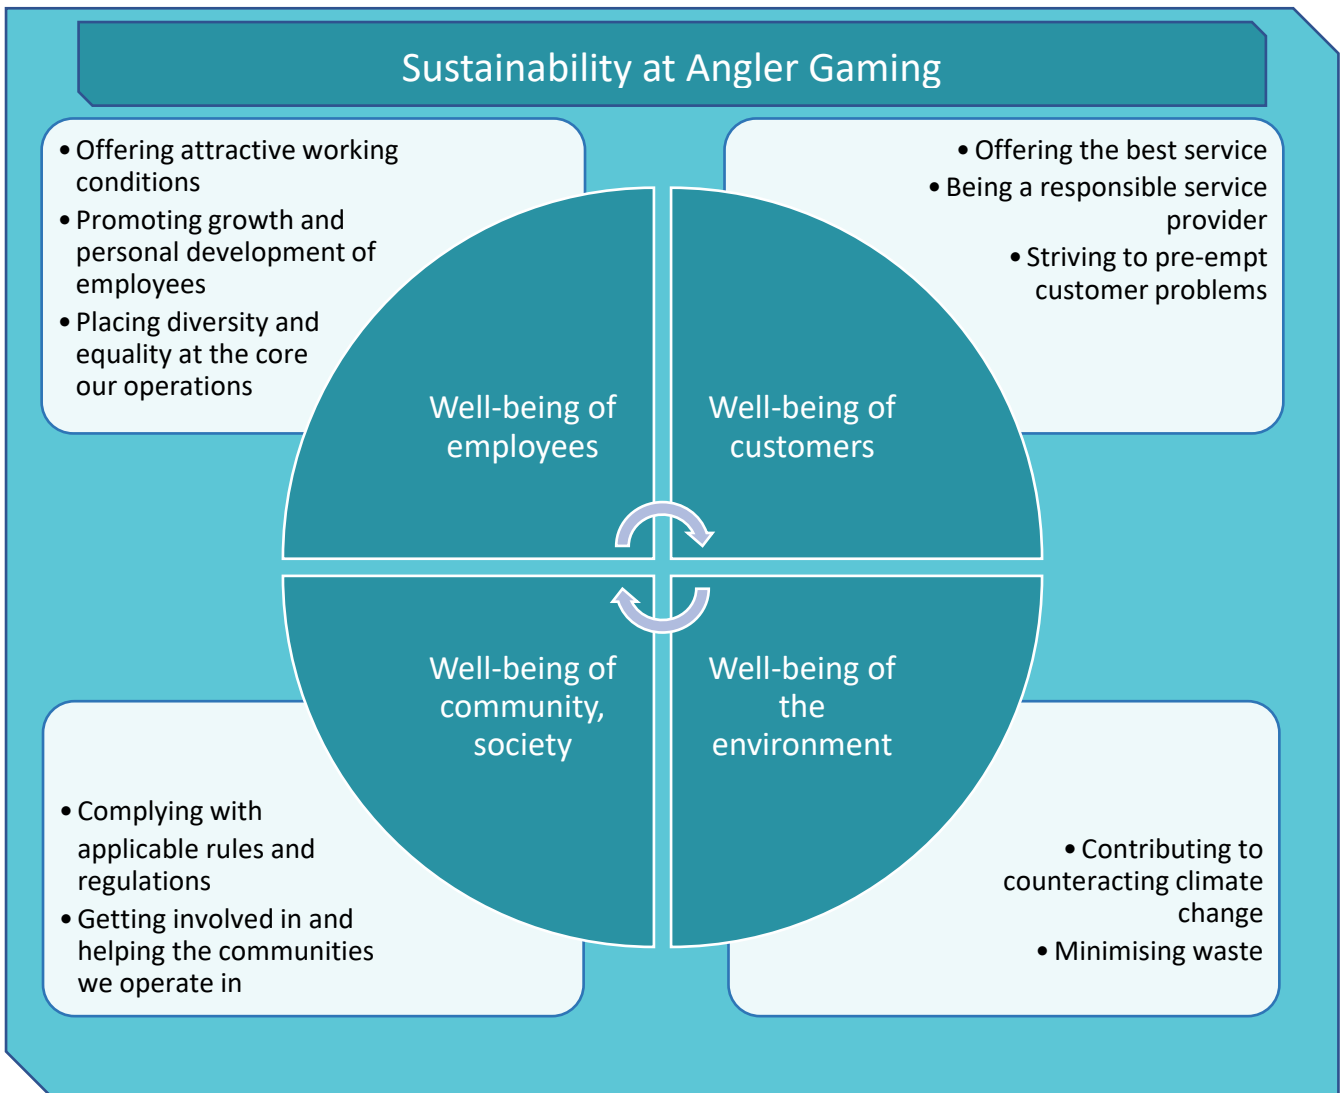 Sustainability at Angler Gaming
• Offering attractive working
conditions
• Promoting growth and
personal development of
employees
• Placing diversity and
equality at the core
our operations
• Offering the best service
• Being a responsible service
provider
• Striving to pre-empt
customer problems
Well-being of
employees
Well-being of
customers
Well-being of
community,
society
Well-being of
the
environment
• Complying with
applicable rules and
regulations
• Getting involved in and
helping the communities
we operate in
• Contributing to
counteracting climate
change
• Minimising waste